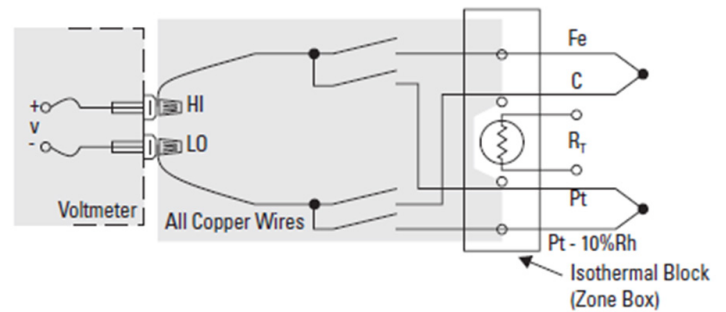 Fe
C
+
HI
v
-
LO
R_T
Voltmeter
All Copper Wires
Pt
Pt - 10%Rh
Isothermal Block
(Zone Box)